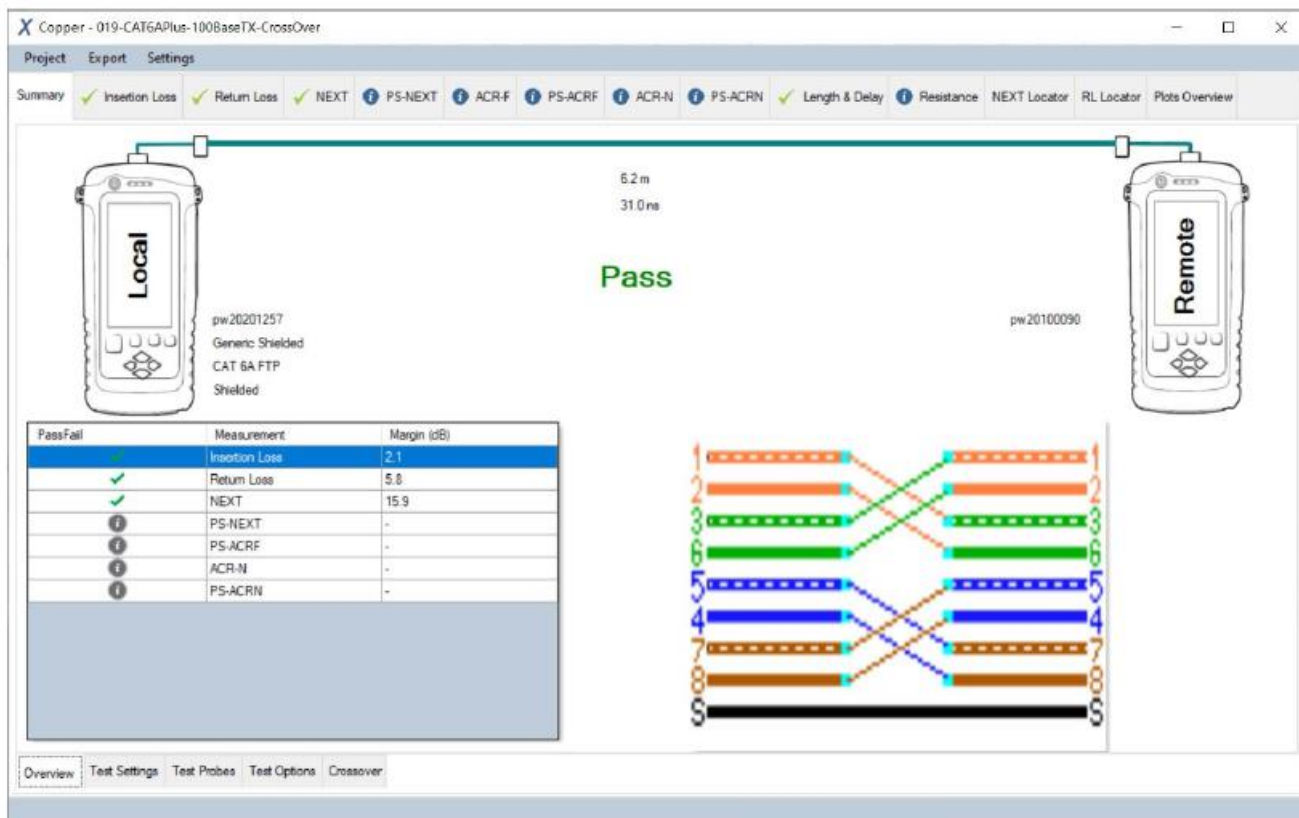 Copper - 019-CAT6APlus-100BaseTX-CrossOver
Project Export Settings
Summary Insertion Loss Return Loss NEXT PS-NEXT ACR-F PS-ACRF ACR-N PS-ACRN Length & Delay Resistance NEXT Locator RL Locator Plots Overview
6.2 m
31.0 ns
Local
Remote
Pass
pw20201257
pw20100090
Generic Shielded
CAT 6A FTP
Shielded
PassFail Measurement Margin (dB)
Insertion Loss 2.1
Return Loss 5.8
NEXT 15.9
PS-NEXT -
PS-ACRF -
ACR-N -
PS-ACRN -
1 1
2 2
3 3
6 6
5 5
4 4
7 7
8 8
S S
Overview Test Settings Test Probes Test Options Crossover